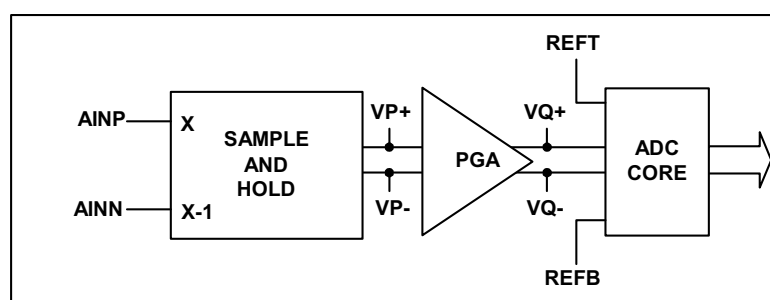 REFT
AINP
X
SAMPLE
AND
HOLD
AINN
X-1
VP+
VP-
PGA
VQ+
VQ-
ADC
CORE
REFB